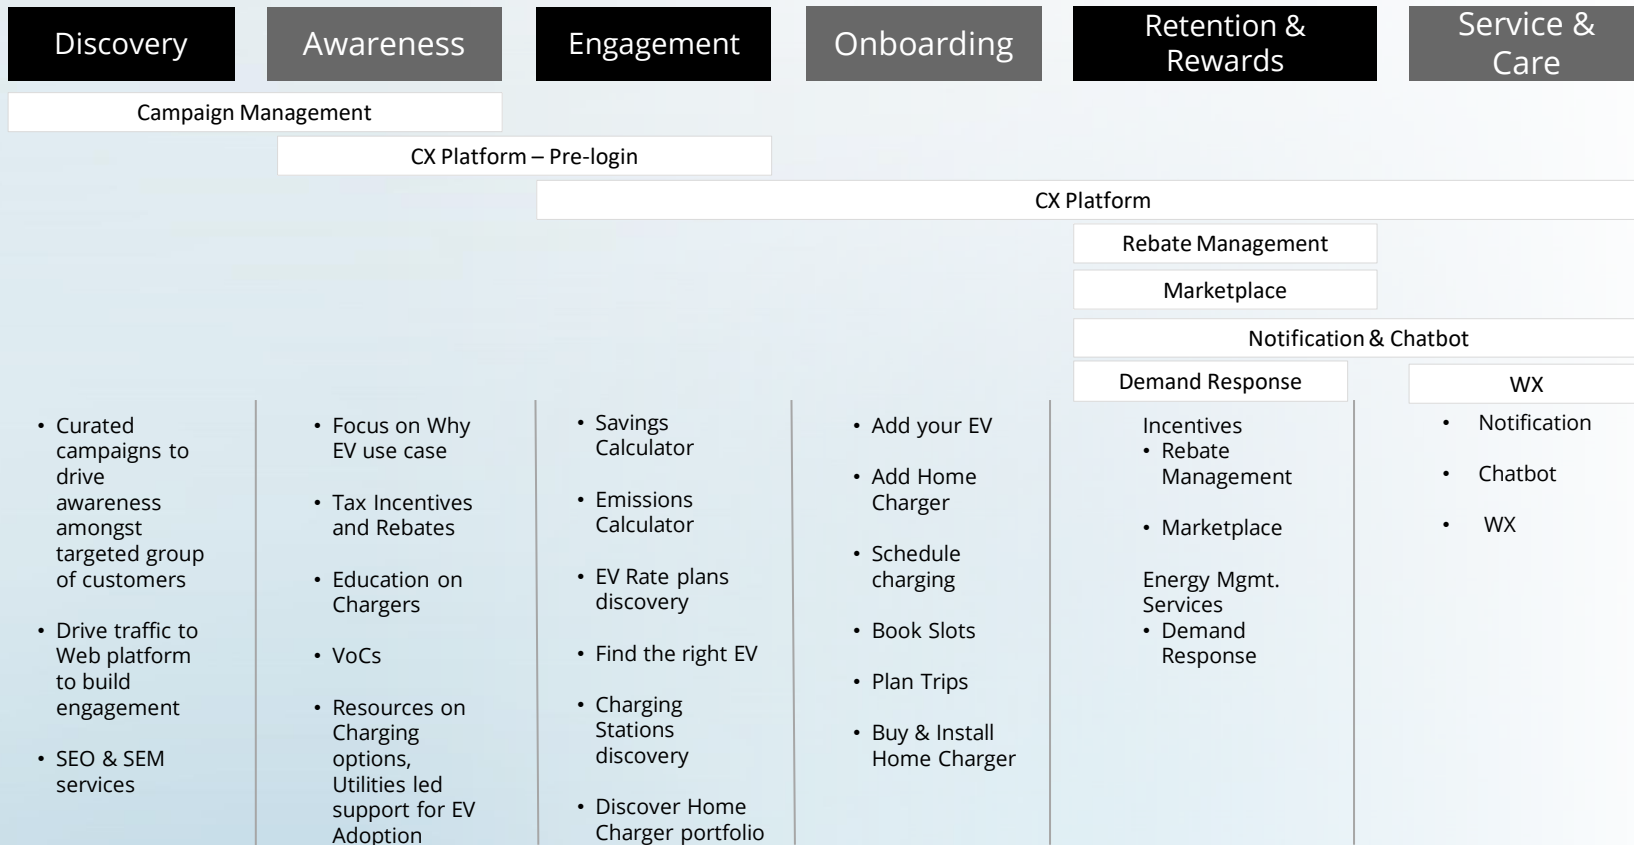 Discovery
Awareness
Engagement
Onboarding
Retention &
Rewards
Service &
Care
Campaign Management
CX Platform – Pre-login
CX Platform
Rebate Management
Marketplace
Notification & Chatbot
Demand Response
WX
• Curated
campaigns to
drive
awareness
amongst
targeted group
of customers
• Drive traffic to
Web platform
to build
engagement
• SEO & SEM
services
• Focus on Why
EV use case
• Tax Incentives
and Rebates
• Education on
Chargers
• VoCs
• Resources on
Charging
options,
Utilities led
support for EV
Adoption
• Savings
Calculator
• Emissions
Calculator
• EV Rate plans
discovery
• Find the right EV
• Charging
Stations
discovery
• Discover Home
Charger portfolio
• Add your EV
• Add Home
Charger
• Schedule
charging
• Book Slots
• Plan Trips
• Buy & Install
Home Charger
Incentives
• Rebate
Management
• Marketplace
Energy Mgmt.
Services
• Demand
Response
• Notification
• Chatbot
• WX